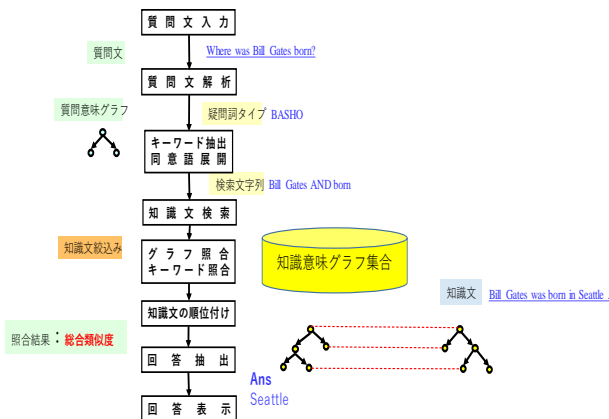 質問文入力
質問文
Where was Bill Gates born?
質問文解析
質問意味グラフ
疑問詞タイプ BASHO
キーワード抽出
同意語展開
検索文字列 Bill Gates AND born
知識文検索
知識文絞込み
グラフ照合
キーワード照合
知識意味グラフ集合
知識文 Bill Gates was born in Seattle .
知識文の順位付け
照合結果：総合類似度
回答抽出
Ans
Seattle
回答表示